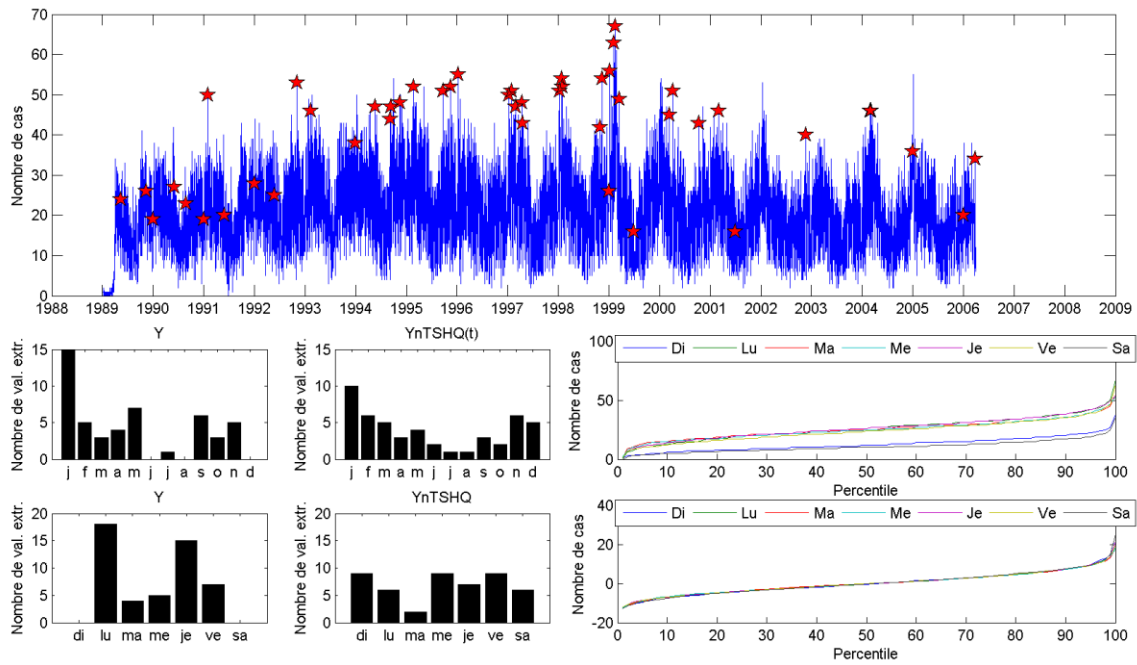 70
60
50
40
30
20
10
0
Nombre de cas
1988 1989 1990 1991 1992 1993 1994 1995 1996 1997 1998 1999 2000 2001 2002 2003 2004 2005 2006 2007 2008 2009
Y
15
10
5
0
Nombre de val. extr.
j f m a m j j a s o n d
YnTSHQ(t)
15
10
5
0
Nombre de val. extr.
j f m a m j j a s o n d
100
50
0
Nombre de cas
Di Lu Ma Me Je Ve Sa
10 20 30 40 50 60 70 80 90 100
Percentile
Y
20
15
10
5
0
Nombre de val. extr.
di lu ma me je ve sa
YnTSHQ
20
15
10
5
0
Nombre de val. extr.
di lu ma me je ve sa
40
20
0
-20
Nombre de cas
Di Lu Ma Me Je Ve Sa
0 10 20 30 40 50 60 70 80 90 100
Percentile